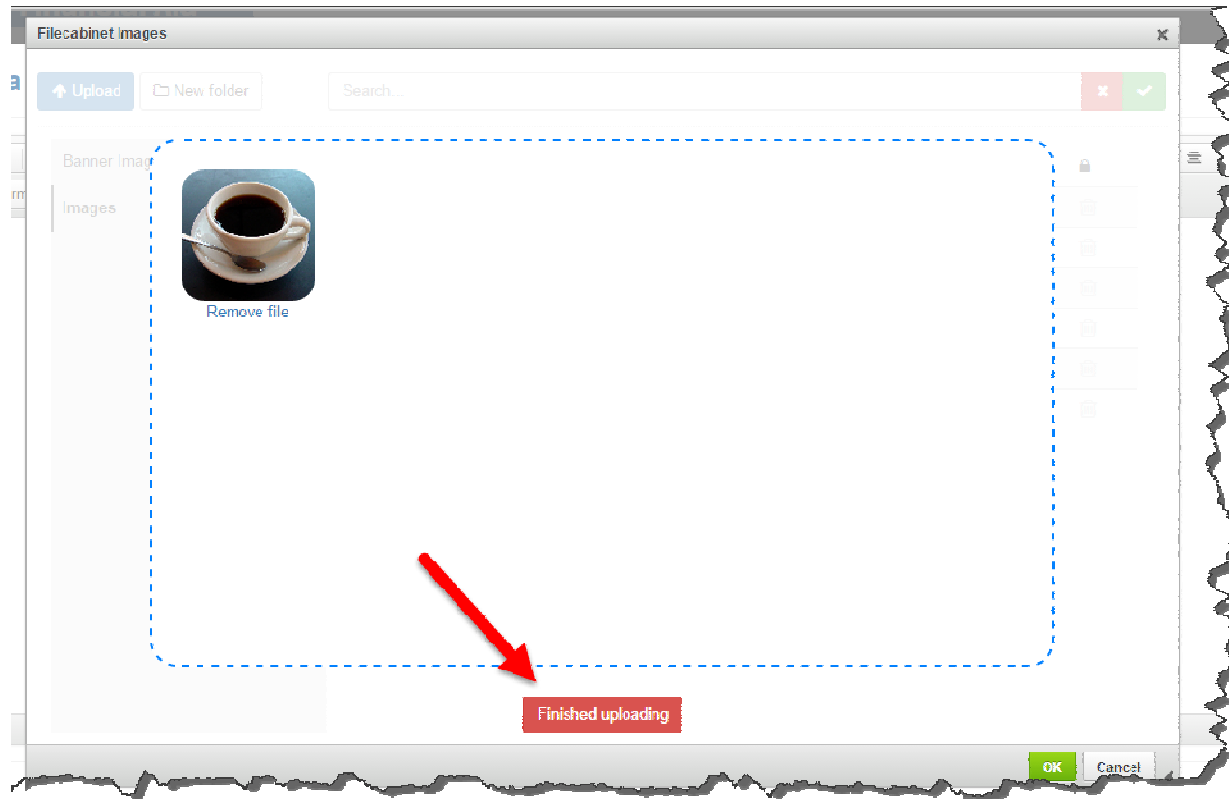 Filecabinet Images
Upload
New folder
Search...
Banner Imag
Images
Remove file
Finished uploading
OK
Cancel